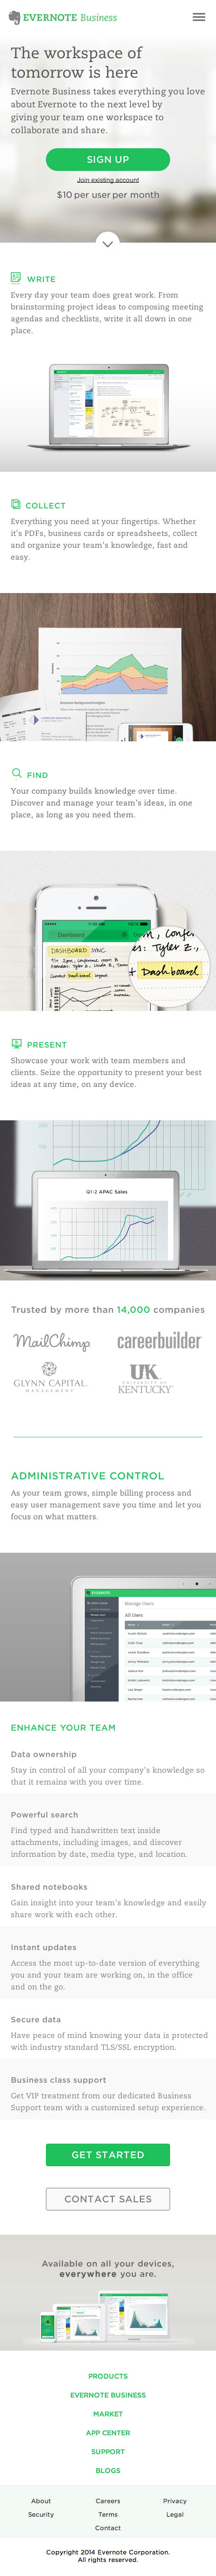 EVERNOTE Business
The workspace of
tomorrow is here
Evernote Business takes everything you love
about Evernote to the next level by
giving your team one workspace to
collaborate and share.
SIGN UP
Join existing account
$10 per user per month
WRITE
Every day your team does great work. From
brainstorming project ideas to composing meeting
agendas and checklists, write it all down in one
place.
COLLECT
Everything you need at your fingertips. Whether
it's PDFs, business cards or spreadsheets, collect
and organize your team's knowledge, fast and
easy.
FIND
Your company builds knowledge over time.
Discover and manage your team's ideas, in one
place, as long as you need them.
Dashboard
DASHBOARD SYNC
Dashboard
PRESENT
Showcase your work with team members and
clients. Seize the opportunity to present your best
ideas at any time, on any device.
Q1-2 APAC Sales
Trusted by more than 14,000 companies
MailChimp
careerbuilder
GLYNN CAPITAL
MANAGEMENT
UK
UNIVERSITY OF
KENTUCKY
ADMINISTRATIVE CONTROL
As your team grows, simple billing process and
easy user management save you time and let you
focus on what matters.
Manage Users
All Users
ENHANCE YOUR TEAM
Data ownership
Stay in control of all your company's knowledge so
that it remains with you over time.
Powerful search
Find typed and handwritten text inside
attachments, including images, and discover
information by date, media type, and location.
Shared notebooks
Gain insight into your team's knowledge and easily
share work with each other.
Instant updates
Access the most up-to-date version of everything
you and your team are working on, in the office
and on the go.
Secure data
Have peace of mind knowing your data is protected
with industry standard TLS/SSL encryption.
Business class support
Get VIP treatment from our dedicated Business
Support team with a customized setup experience.
GET STARTED
CONTACT SALES
Available on all your devices,
everywhere you are.
PRODUCTS
EVERNOTE BUSINESS
MARKET
APP CENTER
SUPPORT
BLOGS
About
Careers
Privacy
Security
Terms
Legal
Contact
Copyright 2014 Evernote Corporation.
All rights reserved.